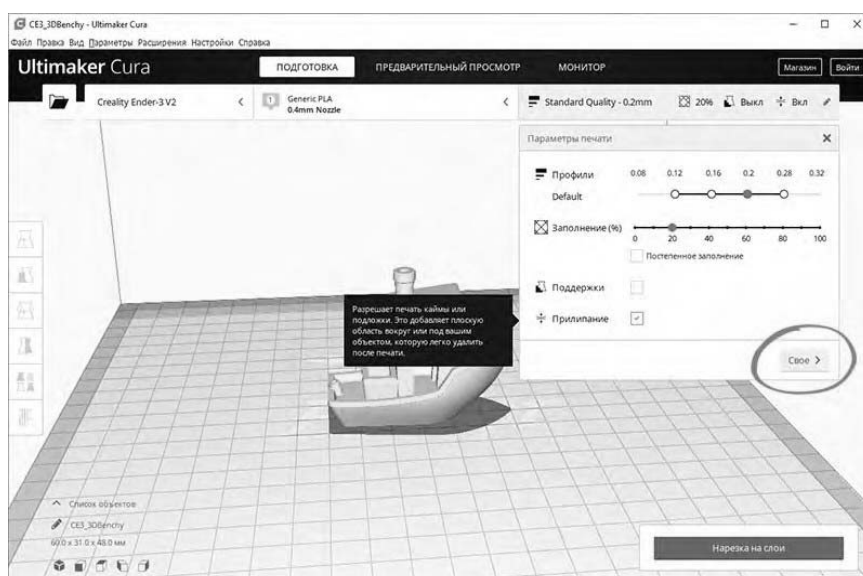 CE3_3DBenchy - Ultimaker Cura
Файл Правка Вид Параметры Расширения Настройки Справка
Ultimaker Cura
ПОДГОТОВКА
ПРЕДВАРИТЕЛЬНЫЙ ПРОСМОТР
МОНИТОР
Магазин
Войти
Creality Ender-3 V2
1
Generic PLA
0.4mm Nozzle
Standard Quality - 0.2mm
20%
Выкл
Вкл
Параметры печати
Профили
0.08 0.12 0.16 0.2 0.28 0.32
Default
Заполнение (%)
0 20 40 60 80 100
Постепенное заполнение
Поддержки
Прилипание
Разрешает печать каймы или
подложки. Это добавляет плоскую
область вокруг или под вашим
объектом, которую легко удалить
после печати.
Свое
Список объектов
CE3_3DBenchy
60.0 x 31.0 x 48.0 мм
Нарезка на слои